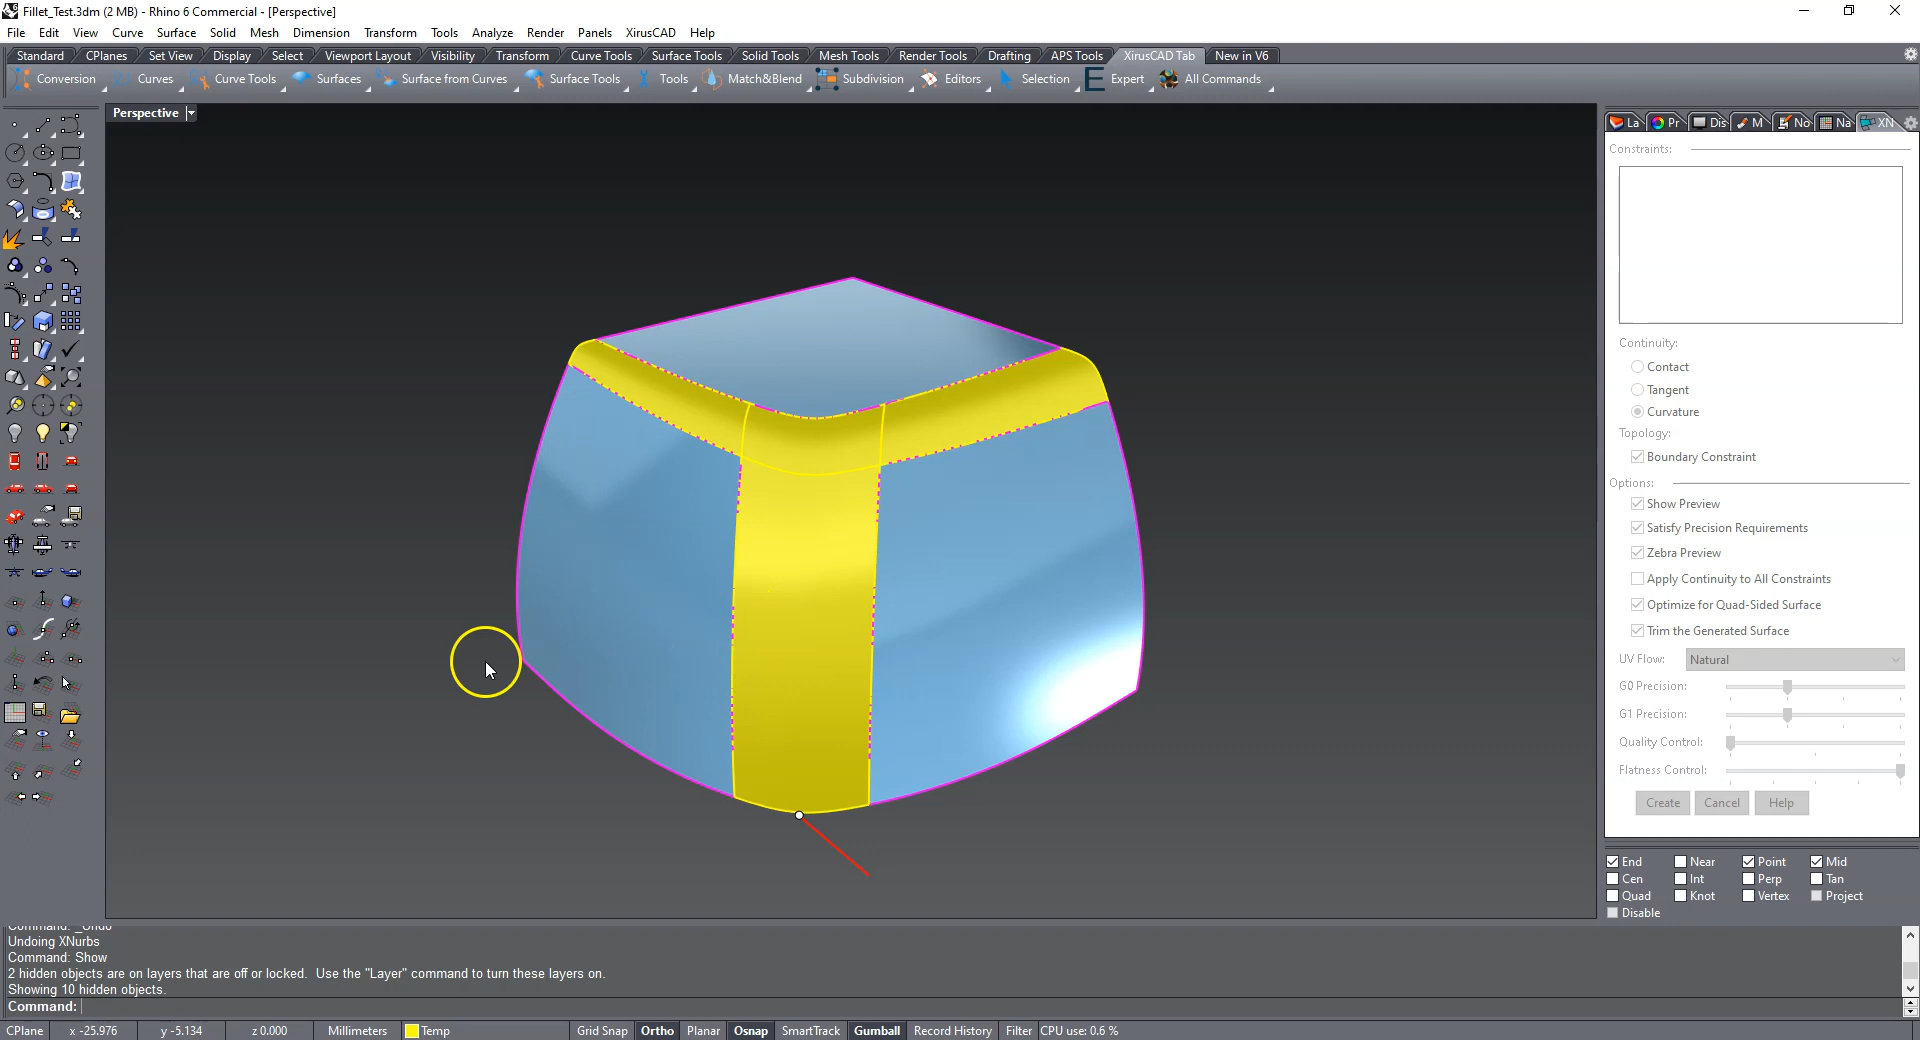 Fillet_Test.3dm (2 MB) - Rhino 6 Commercial - [Perspective]
File Edit View Curve Surface Solid Mesh Dimension Transform Tools Analyze Render Panels XirusCAD Help
Standard CPlanes Set View Display Select Viewport Layout Visibility Transform Curve Tools Surface Tools Solid Tools Mesh Tools Render Tools Drafting APS Tools XirusCAD Tab New in V6
Conversion Curves Curve Tools Surfaces Surface from Curves Surface Tools Tools Match&Blend Subdivision Editors Selection Expert All Commands
Perspective
La Pr Dis M No Na XN
Constraints:
Continuity:
Contact
Tangent
Curvature
Topology:
Boundary Constraint
Options:
Show Preview
Satisfy Precision Requirements
Zebra Preview
Apply Continuity to All Constraints
Optimize for Quad-Sided Surface
Trim the Generated Surface
UV Flow: Natural
G0 Precision:
G1 Precision:
Quality Control:
Flatness Control:
Create Cancel Help
End Near Point Mid
Cen Int Perp Tan
Quad Knot Vertex Project
Disable
Command: _Undo
Undoing XNurbs
Command: Show
2 hidden objects are on layers that are off or locked. Use the "Layer" command to turn these layers on.
Showing 10 hidden objects.
Command:
CPlane x -25.976 y -5.134 z 0.000 Millimeters Temp Grid Snap Ortho Planar Osnap SmartTrack Gumball Record History Filter CPU use: 0.6 %